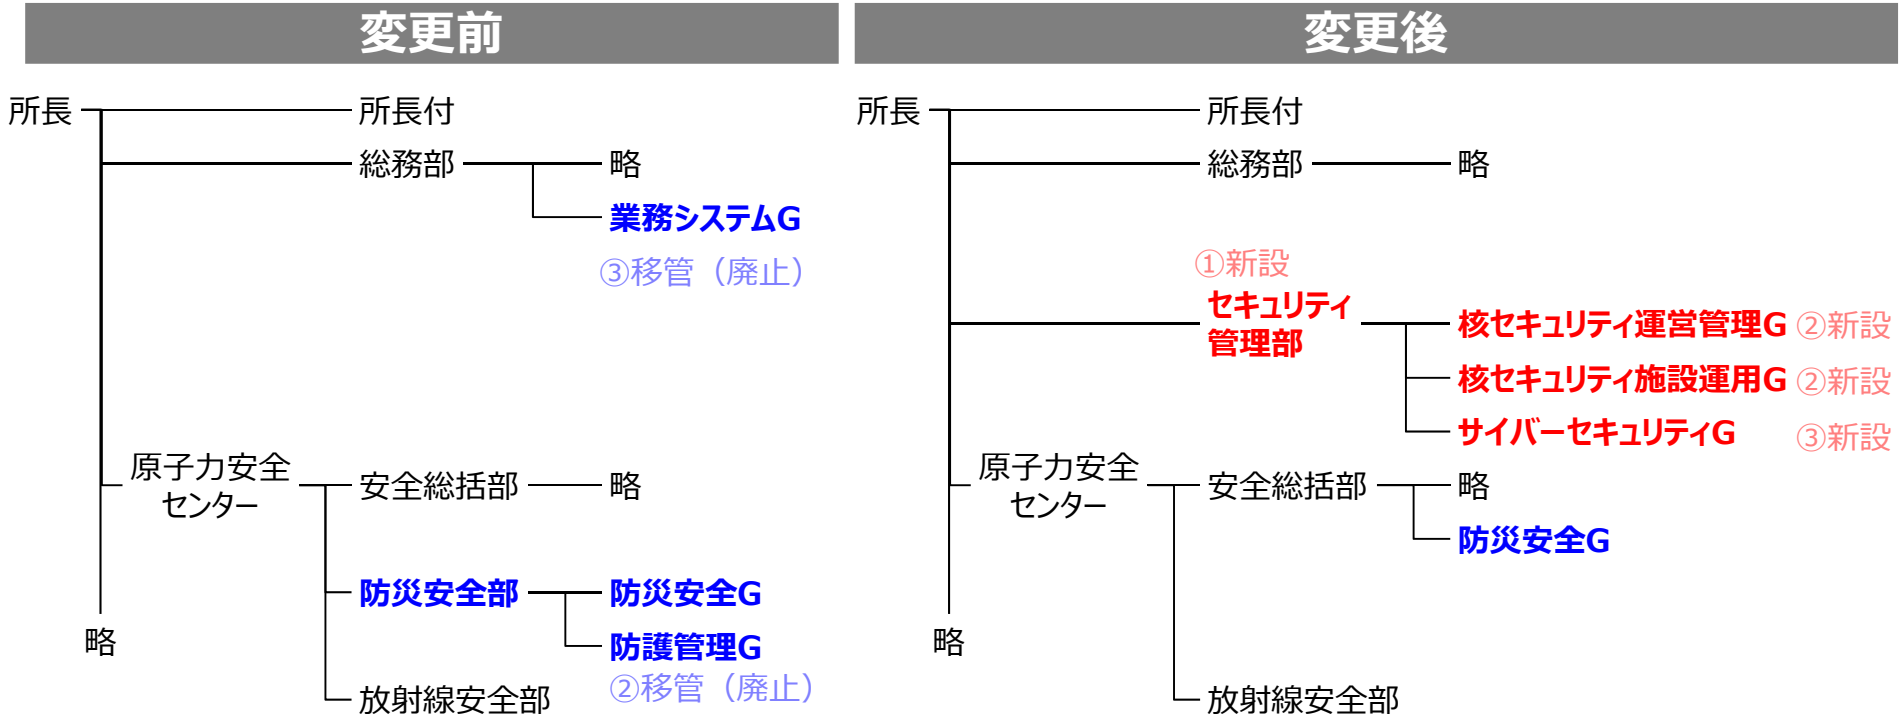 変更前
所長
所長付
総務部
略
業務システムG
③移管（廃止）
原子力安全
センター
安全総括部
略
防災安全部
防災安全G
防護管理G
②移管（廃止）
放射線安全部
略
変更後
所長
所長付
総務部
略
①新設
セキュリティ
管理部
核セキュリティ運営管理G ②新設
核セキュリティ施設運用G ②新設
サイバーセキュリティG ③新設
原子力安全
センター
安全総括部
略
防災安全G
放射線安全部
略